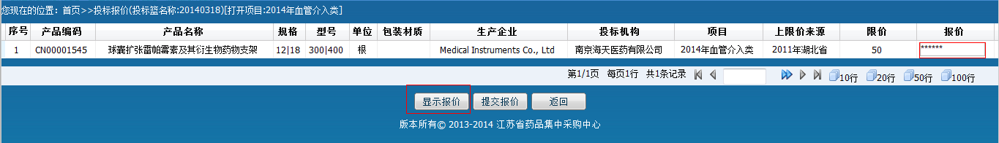 您现在的位置：首页>>投标报价(投标篮名称:20140318)[打开项目:2014年血管介入类]
序号 产品编码 产品名称 规格 型号 单位 包装材质 生产企业 投标机构 项目 上限价来源 限价 报价
1 CN00001545 球囊扩张雷帕霉素及其衍生物药物支架 12|18 300|400 根 Medical Instruments Co., Ltd 南京海天医药有限公司 2014年血管介入类 2011年湖北省 50 ******
第1/1页 每页1行 共1条记录 10行 20行 50行 100行
显示报价 提交报价 返回
版本所有© 2013-2014 江苏省药品集中采购中心